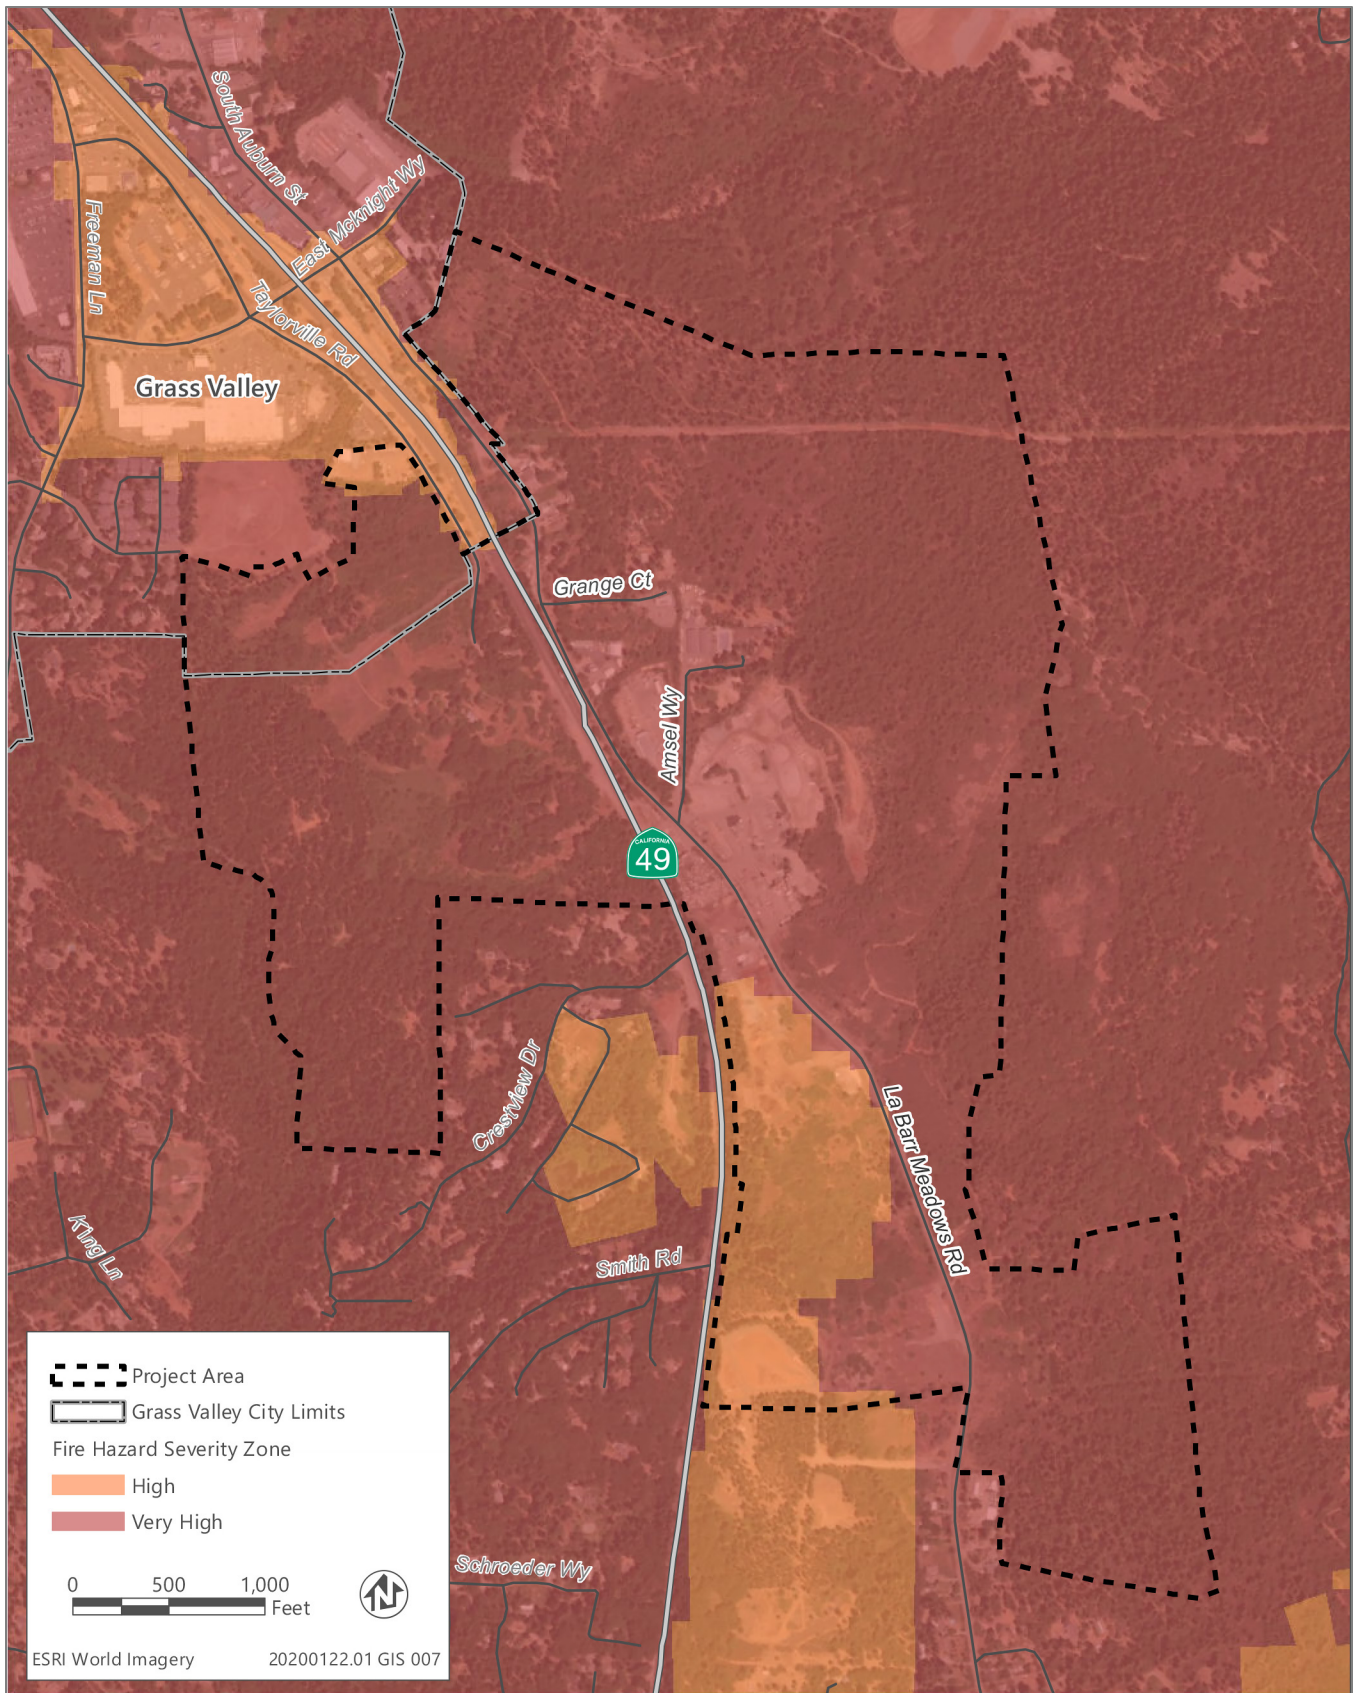 South Auburn St
East Mcknight Wy
Freeman Ln
Taylorville Rd
Grass Valley
Grange Ct
Amsel Wy
CALIFORNIA
49
Crestview Dr
La Barr Meadows Rd
King Ln
Smith Rd
Schroeder Wy
Project Area
Grass Valley City Limits
Fire Hazard Severity Zone
High
Very High
0 500 1,000
Feet
N
ESRI World Imagery 20200122.01 GIS 007